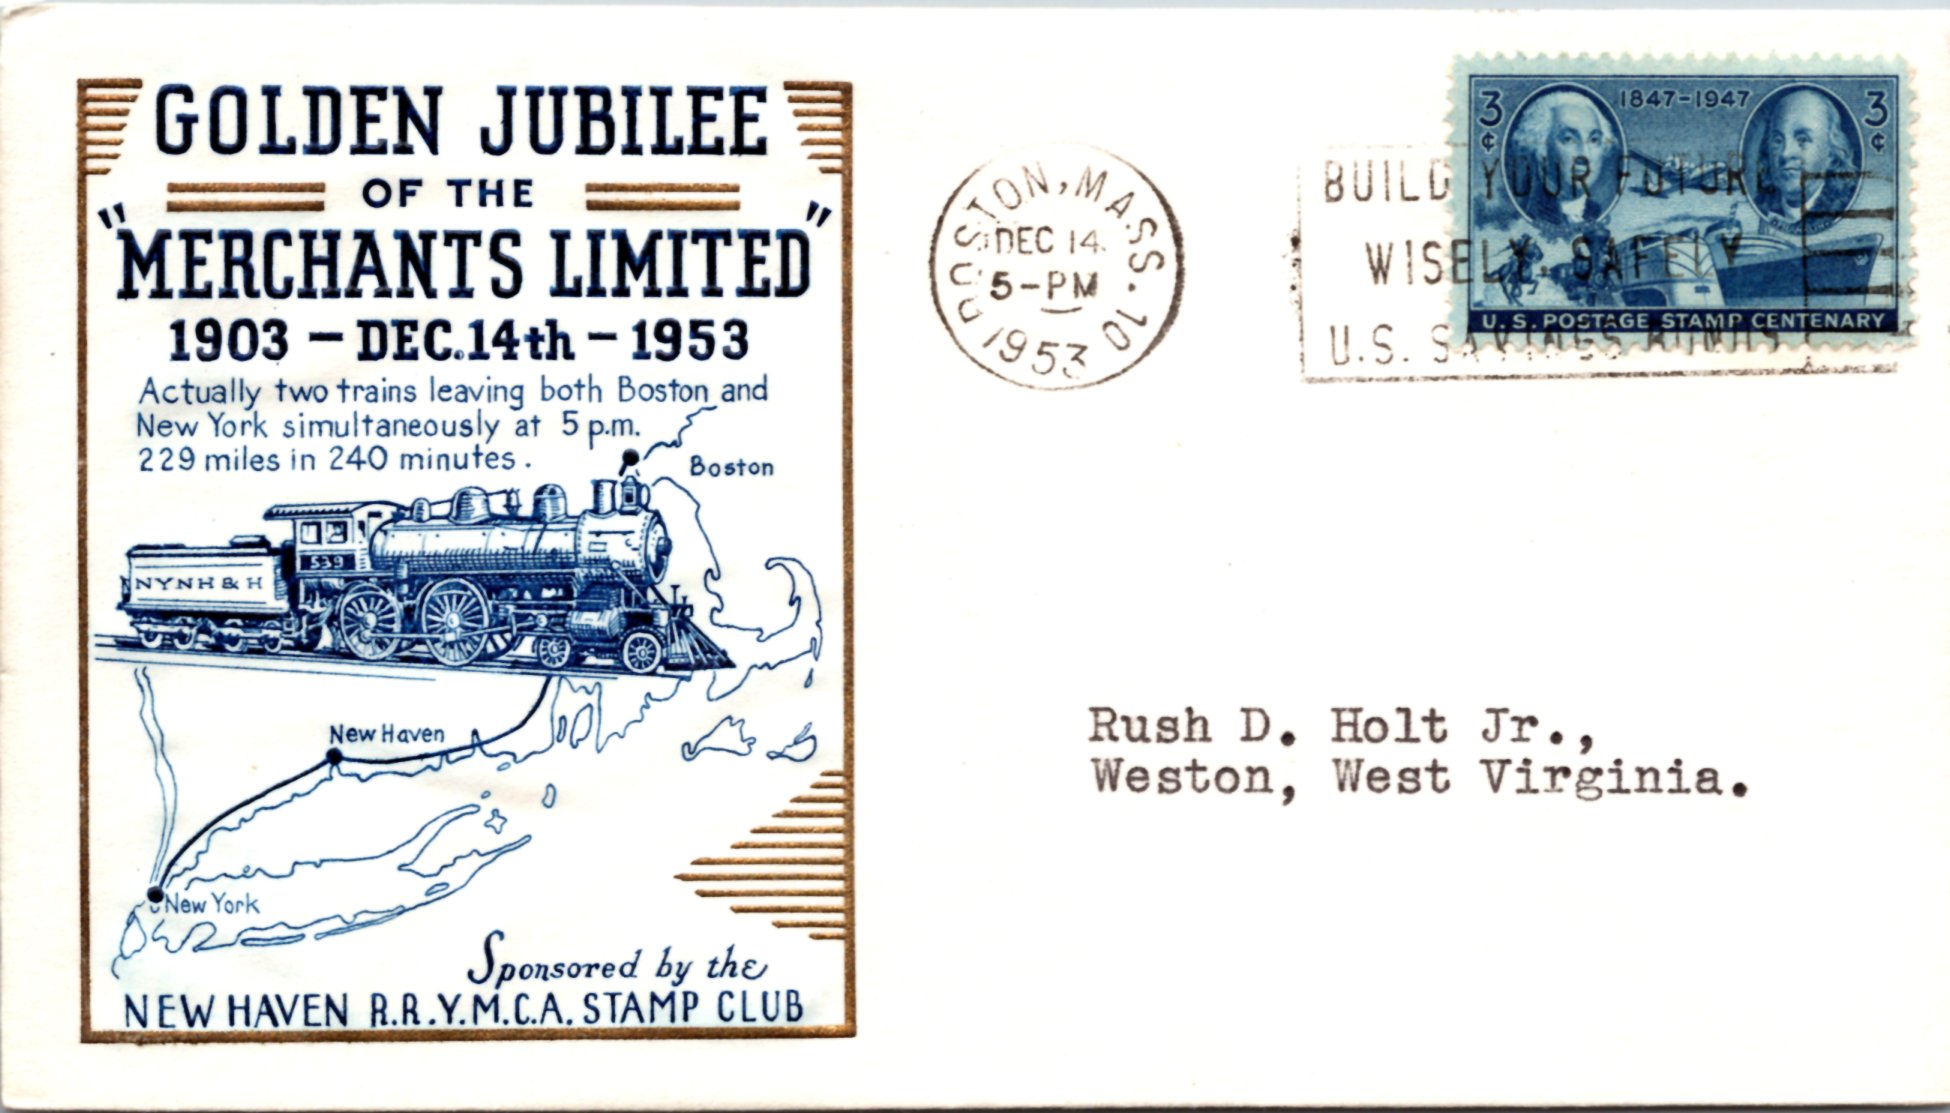 GOLDEN JUBILEE
OF THE
"MERCHANTS LIMITED"
1903 — DEC. 14th — 1953
Actually two trains leaving both Boston and
New York simultaneously at 5 p.m.
229 miles in 240 minutes.
Boston
539
NYNH & H
New Haven
New York
Sponsored by the
NEW HAVEN R.R.Y.M.C.A. STAMP CLUB
BOSTON, MASS. 10
DEC 14
5-PM
1953
BUILD YOUR FUTURE
WISELY, SAFELY
U.S. SAVINGS BONDS
3¢ 1847-1947 3¢
U.S. POSTAGE STAMP CENTENARY
Rush D. Holt Jr.,
Weston, West Virginia.